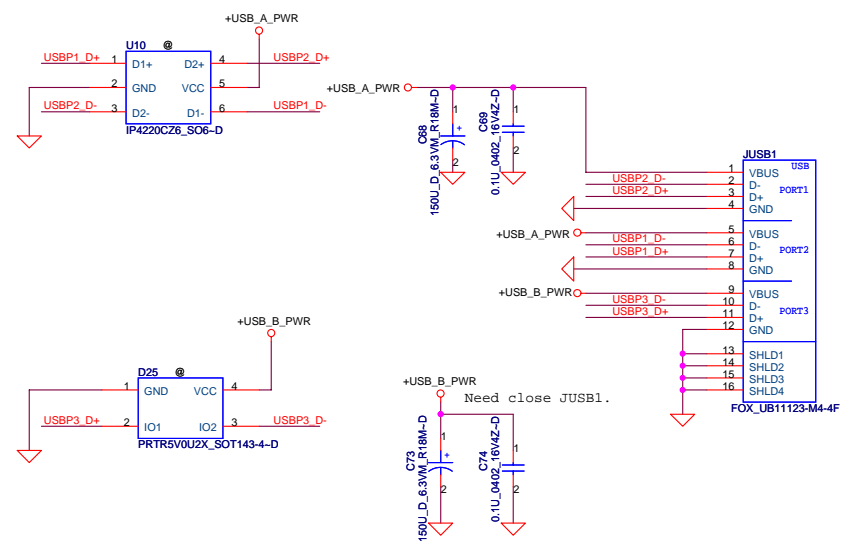 +USB_A_PWR
U10 @
USBP1_D+ 1 D1+ D2+ 4 USBP2_D+
2 GND VCC 5
USBP2_D- 3 D2- D1- 6 USBP1_D-
IP4220CZ6_SO6~D
+USB_A_PWR
C68
150U_D_6.3VM_R18M~D
1
+
2
C69
0.1U_0402_16V4Z~D
1
2
JUSB1
USB
1 VBUS
USBP2_D- 2 D-
PORT1
USBP2_D+ 3 D+
4 GND
+USB_A_PWR 5 VBUS
USBP1_D- 6 D-
PORT2
USBP1_D+ 7 D+
8 GND
+USB_B_PWR 9 VBUS
USBP3_D- 10 D-
PORT3
USBP3_D+ 11 D+
12 GND
13 SHLD1
14 SHLD2
15 SHLD3
16 SHLD4
FOX_UB11123-M4-4F
+USB_B_PWR
D25 @
1 GND VCC 4
USBP3_D+ 2 IO1 IO2 3 USBP3_D-
PRTR5V0U2X_SOT143-4~D
+USB_B_PWR
Need close JUSB1.
C73
150U_D_6.3VM_R18M~D
1
+
2
C74
0.1U_0402_16V4Z~D
1
2